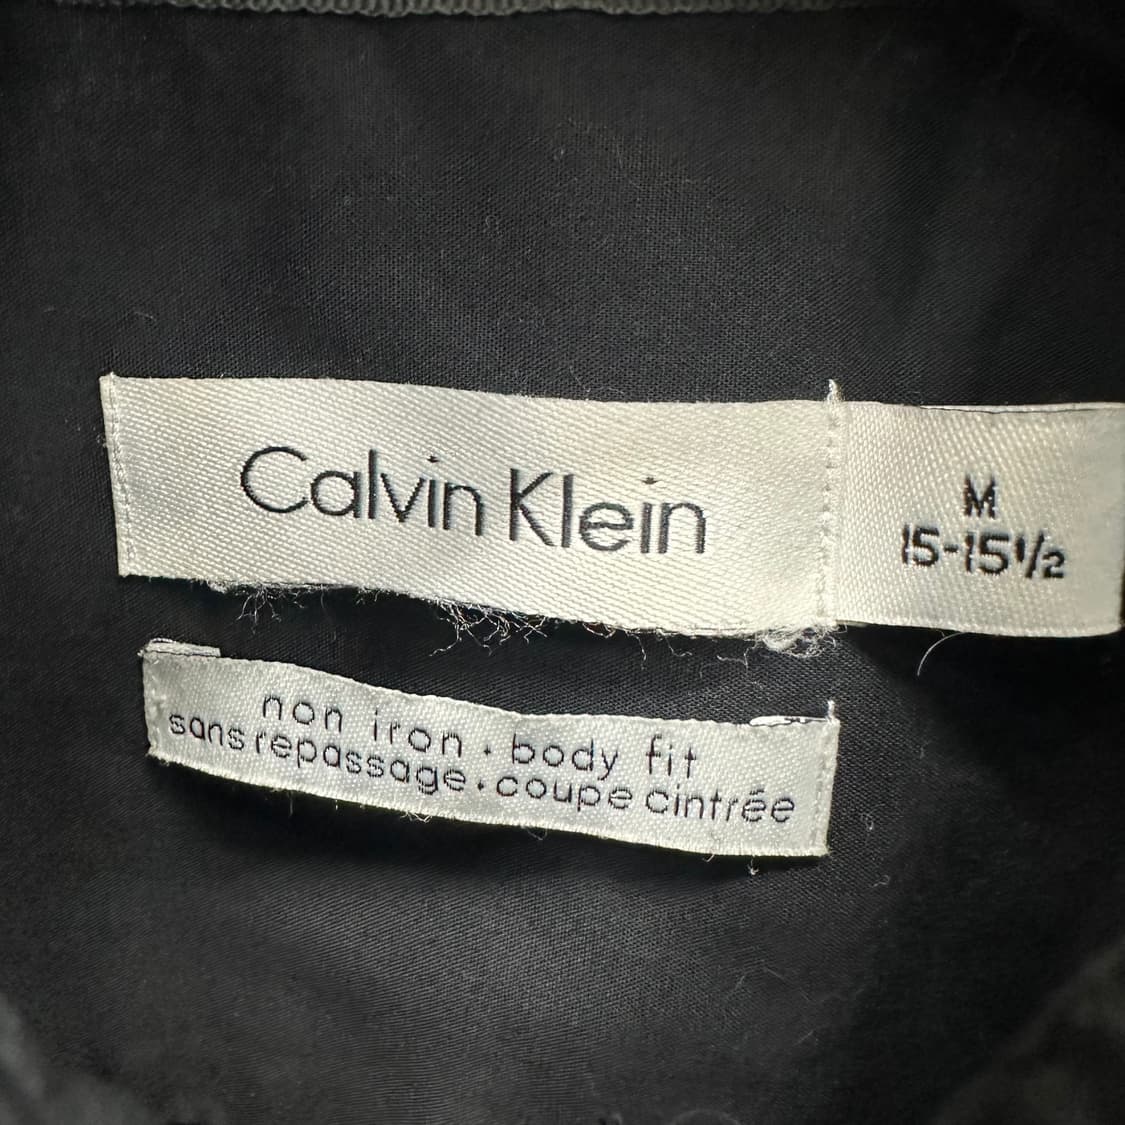 Calvin Klein
M
15-15½
non iron • body fit
sans repassage • coupe cintrée